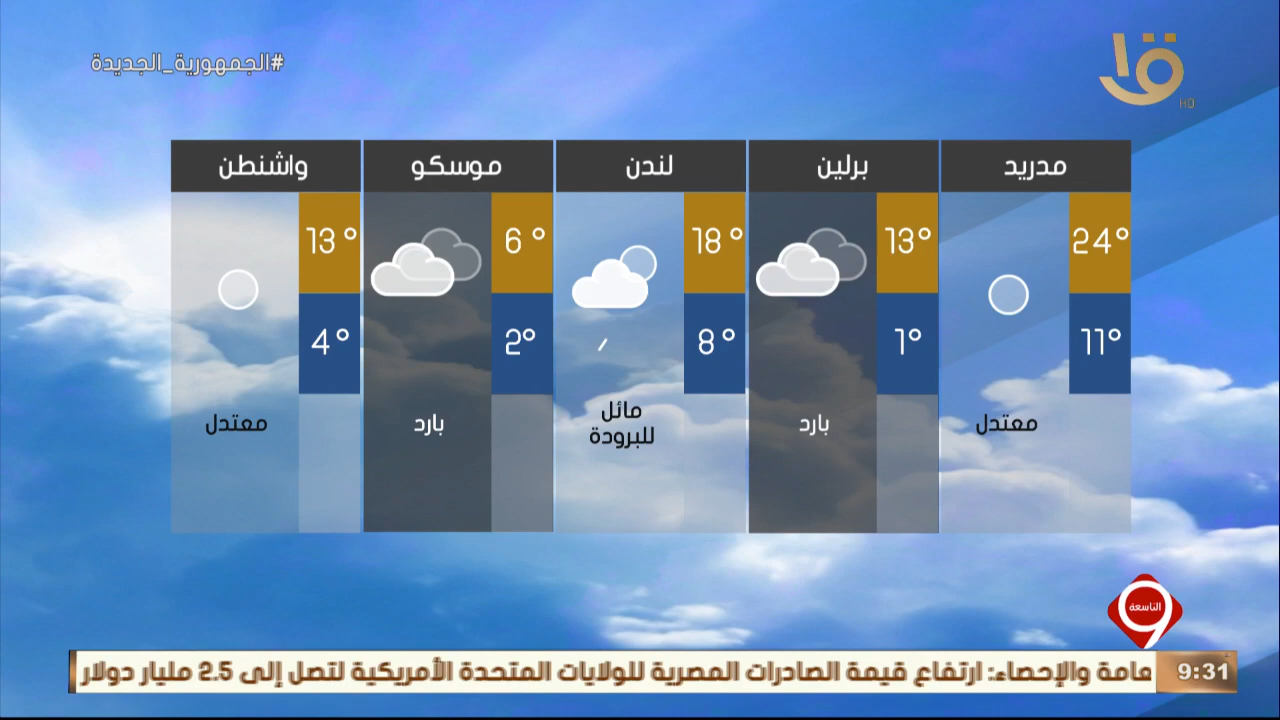 #الجمهورية_الجديدة
HD
مدريد
24°
11°
معتدل
برلين
13°
1°
بارد
لندن
18°
8°
مائل
للبرودة
موسكو
6°
2°
بارد
واشنطن
13°
4°
معتدل
التاسعة
9
9:31
عامة والإحصاء: ارتفاع قيمة الصادرات المصرية للولايات المتحدة الأمريكية لتصل إلى 2.5 مليار دولار